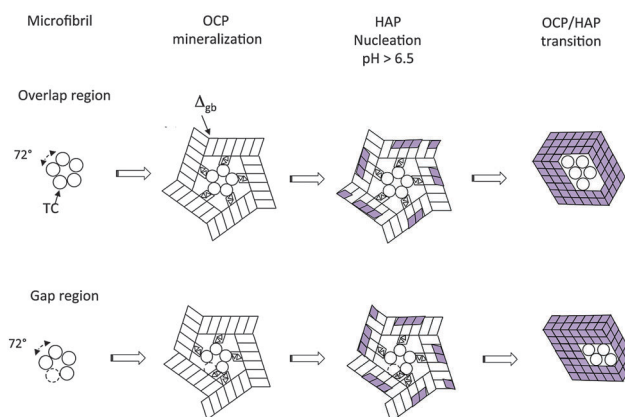 Microfibril
OCP
mineralization
HAP
Nucleation
pH > 6.5
OCP/HAP
transition
Overlap region
Δgb
72°
TC
Gap region
72°